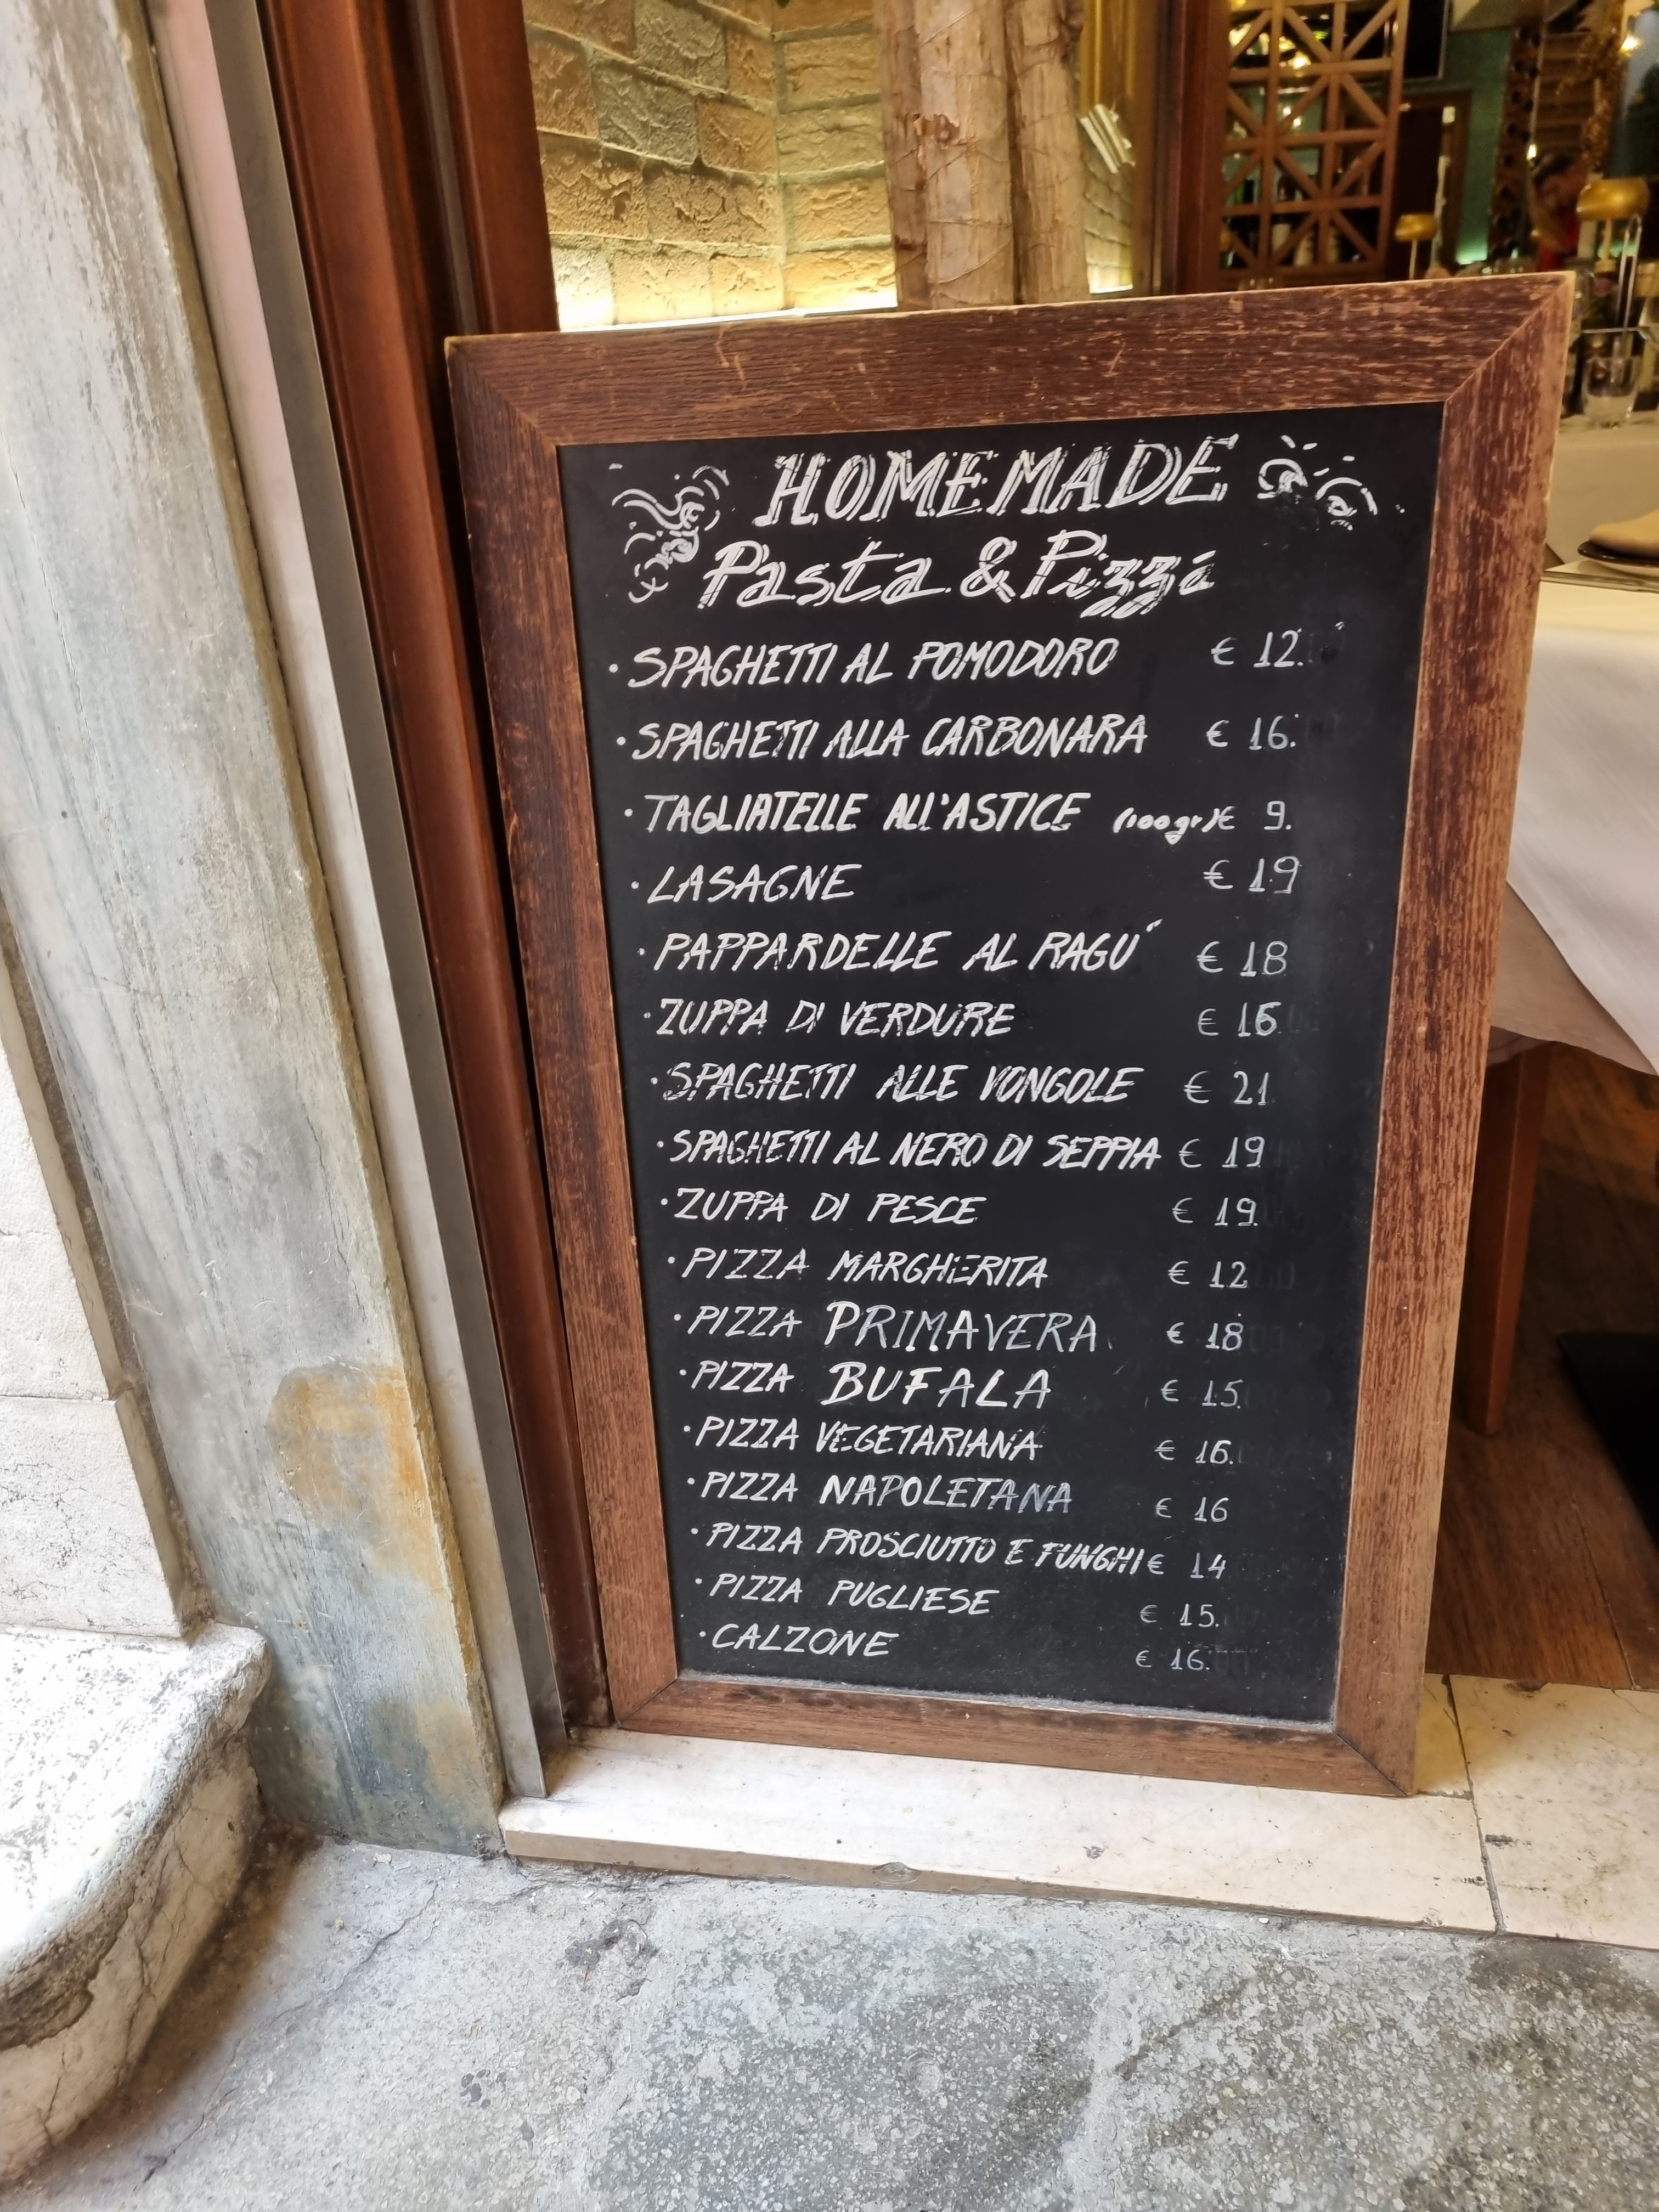 HOMEMADE
Pasta & Pizza
· SPAGHETTI AL POMODORO € 12.
· SPAGHETTI ALLA CARBONARA € 16.
· TAGLIATELLE ALL'ASTICE (100gr) € 9.
· LASAGNE € 19
· PAPPARDELLE AL RAGU' € 18
· ZUPPA DI VERDURE € 16
· SPAGHETTI ALLE VONGOLE € 21
· SPAGHETTI AL NERO DI SEPPIA € 19
· ZUPPA DI PESCE € 19.
· PIZZA MARGHERITA € 12
· PIZZA PRIMAVERA € 18
· PIZZA BUFALA € 15.
· PIZZA VEGETARIANA € 16.
· PIZZA NAPOLETANA € 16
· PIZZA PROSCIUTTO E FUNGHI € 14
· PIZZA PUGLIESE € 15.
· CALZONE € 16.